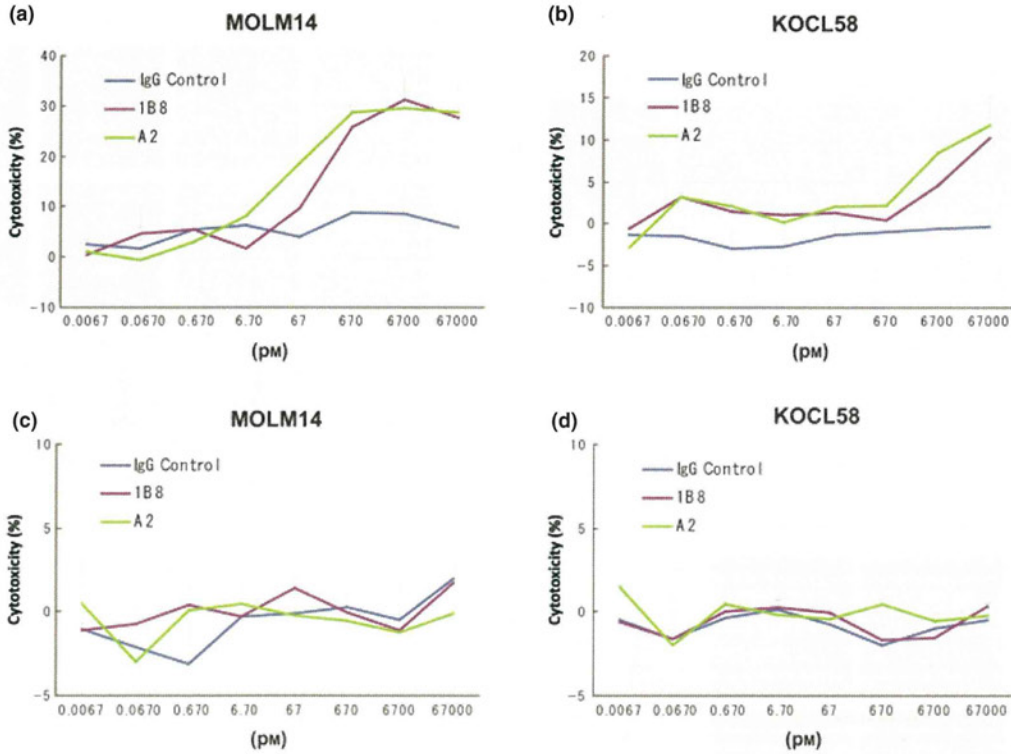 (a)
MOLM14
Cytotoxicity (%)
40
30
20
10
0
-10
IgG Control
1B8
A2
0.0067 0.0670 0.670 6.70 67 670 6700 67000
(pM)
(b)
KOCL58
Cytotoxicity (%)
20
15
10
5
0
-5
-10
IgG Control
1B8
A2
0.0067 0.0670 0.670 6.70 67 670 6700 67000
(pM)
(c)
MOLM14
Cytotoxicity (%)
10
5
0
-5
IgG Control
1B8
A2
0.0067 0.0670 0.670 6.70 67 670 6700 67000
(pM)
(d)
KOCL58
Cytotoxicity (%)
10
5
0
-5
IgG Control
1B8
A2
0.0067 0.0670 0.670 6.70 67 670 6700 67000
(pM)